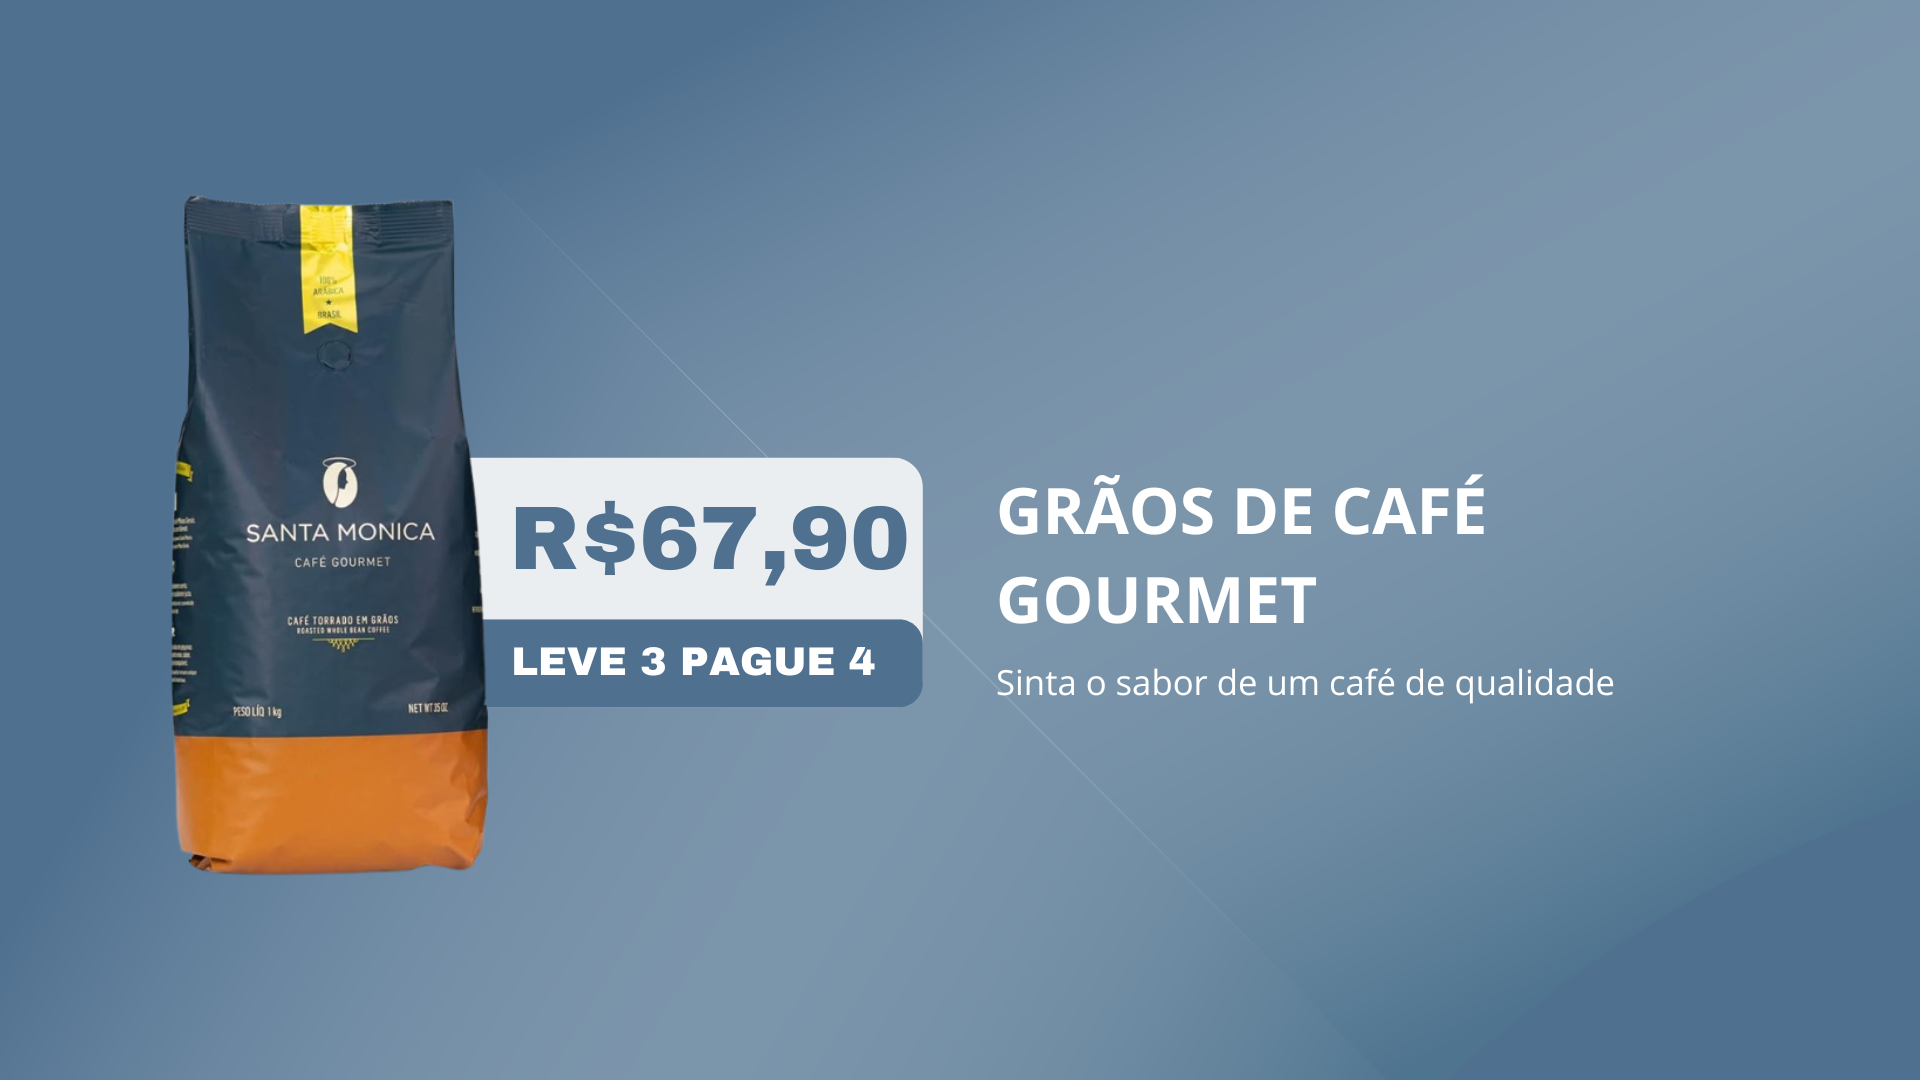 100%
ARÁBICA
BRASIL
SANTA MONICA
CAFÉ GOURMET
CAFÉ TORRADO EM GRÃOS
ROASTED WHOLE BEAN COFFEE
PESO LÍQ 1 kg
NET WT 35 OZ
R$67,90
LEVE 3 PAGUE 4
GRÃOS DE CAFÉ
GOURMET
Sinta o sabor de um café de qualidade